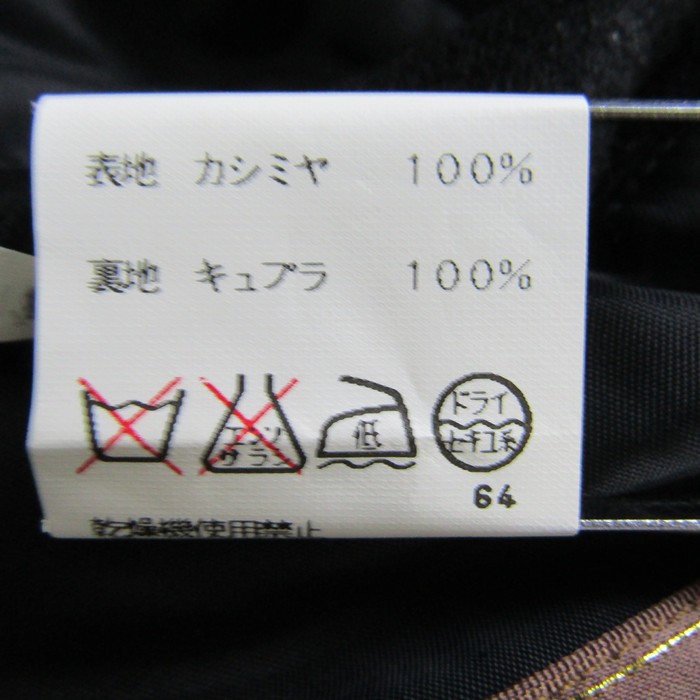 表地 カシミヤ 100%
裏地 キュプラ 100%
エンソ
サラシ
低
ドライ
セキユ系
64
乾燥機使用禁止